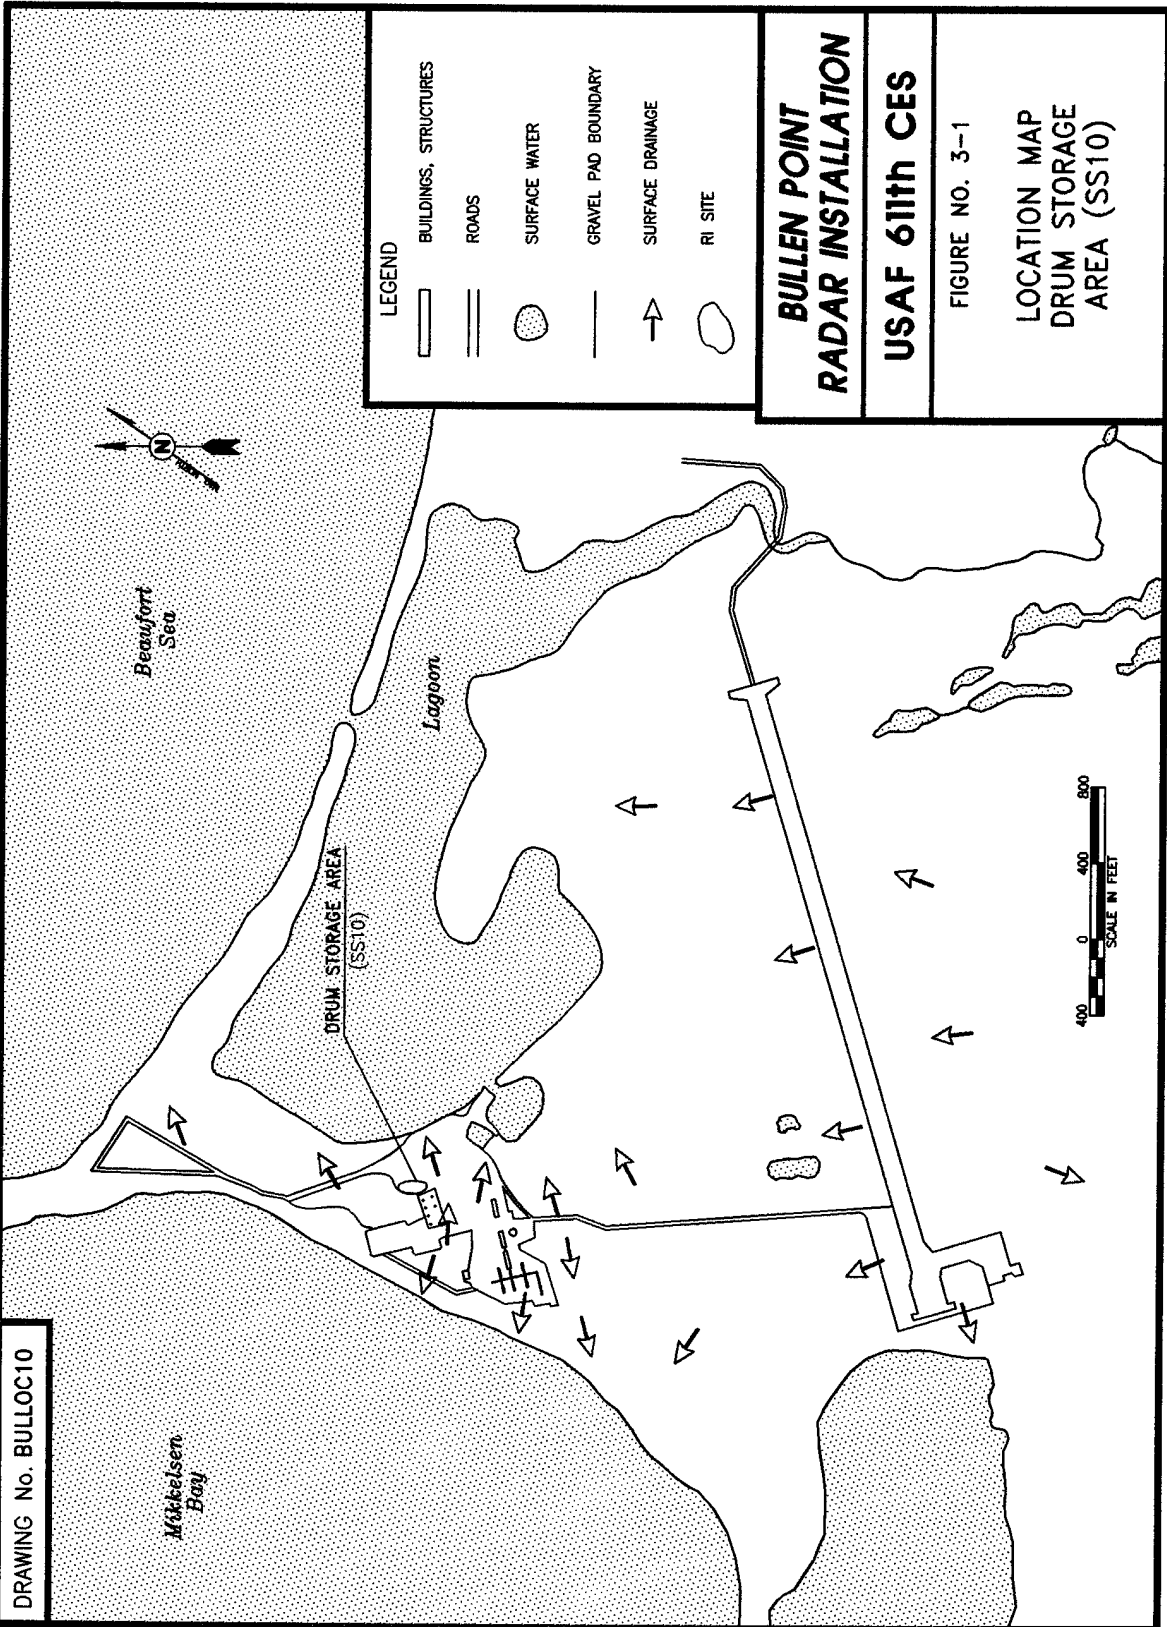 DRAWING No. BULLOC10
Mikkelsen
Bay
Beaufort
Sea
N
DRUM STORAGE AREA
(SS10)
Lagoon
400 0 400 800
SCALE IN FEET
LEGEND
BUILDINGS, STRUCTURES
ROADS
SURFACE WATER
GRAVEL PAD BOUNDARY
SURFACE DRAINAGE
RI SITE
BULLEN POINT
RADAR INSTALLATION
USAF 611th CES
FIGURE NO. 3-1
LOCATION MAP
DRUM STORAGE
AREA (SS10)